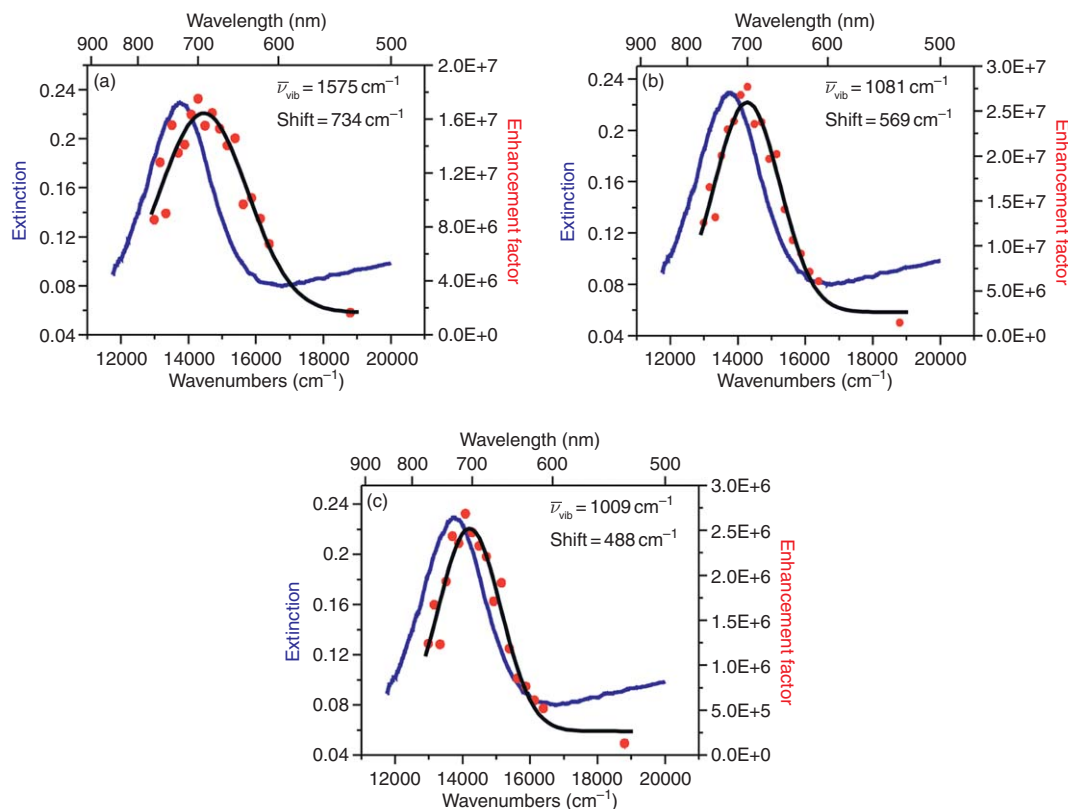 Wavelength (nm)
900 800 700 600 500
(a)
ν̅vib = 1575 cm⁻¹
Shift = 734 cm⁻¹
0.24
0.2
0.16
0.12
0.08
0.04
Extinction
2.0E+7
1.6E+7
1.2E+7
8.0E+6
4.0E+6
0.0E+0
Enhancement factor
12000 14000 16000 18000 20000
Wavenumbers (cm⁻¹)
Wavelength (nm)
900 800 700 600 500
(b)
ν̅vib = 1081 cm⁻¹
Shift = 569 cm⁻¹
0.24
0.20
0.16
0.12
0.08
0.04
Extinction
3.0E+7
2.5E+7
2.0E+7
1.5E+7
1.0E+7
5.0E+6
0.0E+0
Enhancement factor
12000 14000 16000 18000 20000
Wavenumbers (cm⁻¹)
Wavelength (nm)
900 800 700 600 500
(c)
ν̅vib = 1009 cm⁻¹
Shift = 488 cm⁻¹
0.24
0.20
0.16
0.12
0.08
0.04
Extinction
3.0E+6
2.5E+6
2.0E+6
1.5E+6
1.0E+6
5.0E+5
0.0E+0
Enhancement factor
12000 14000 16000 18000 20000
Wavenumbers (cm⁻¹)